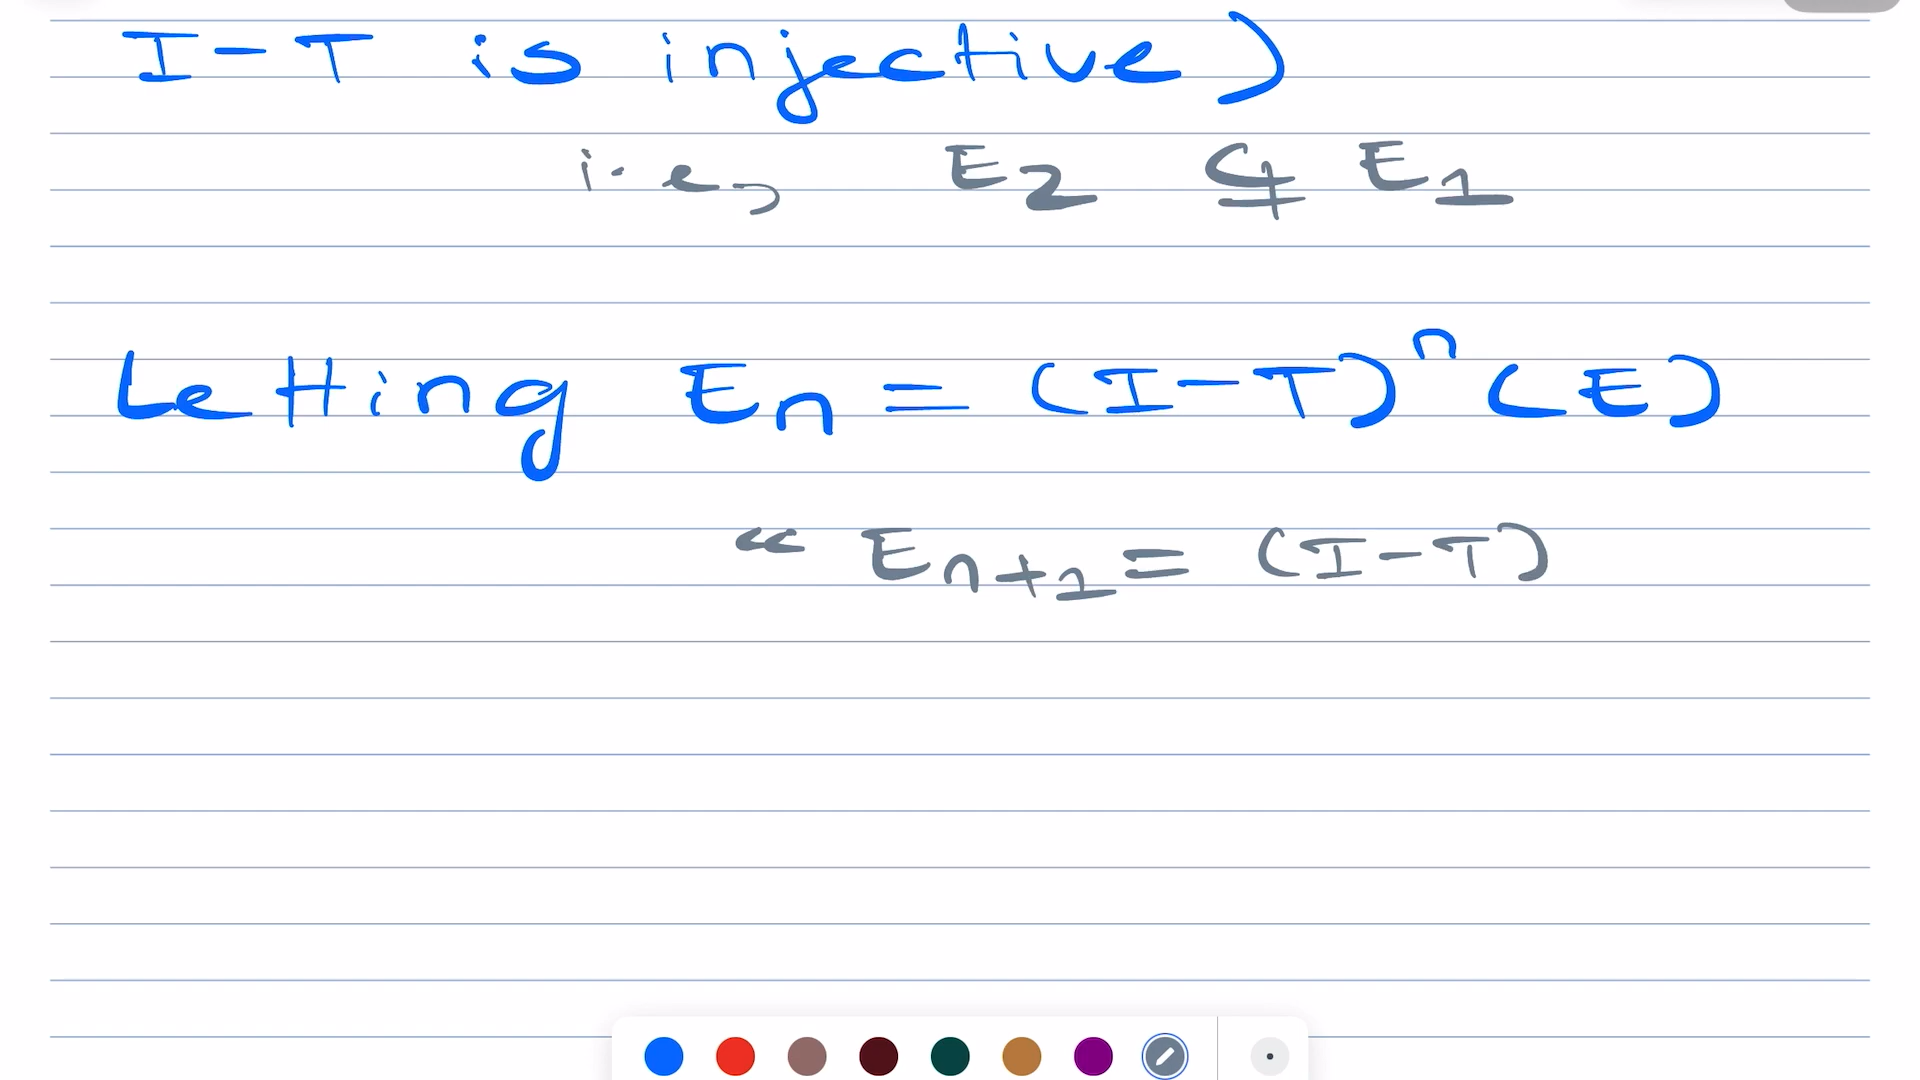 I-T is injective)
i.e, E₂ ⊊ E₁
Letting Eₙ = (I-T)ⁿ (E)
“ Eₙ₊₁ = (I-T)